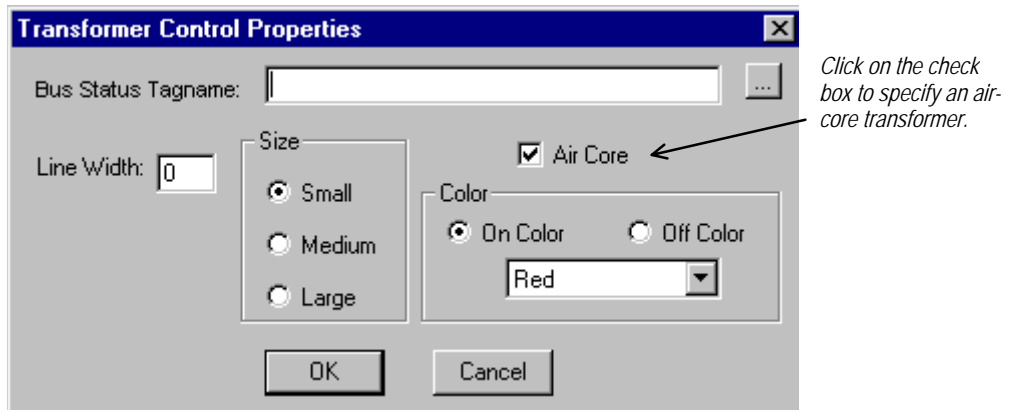 Transformer Control Properties
Bus Status Tagname:
...
Click on the check
box to specify an air-
core transformer.
Line Width: 0
Size
Small
Medium
Large
Air Core
Color
On Color
Off Color
Red
OK
Cancel